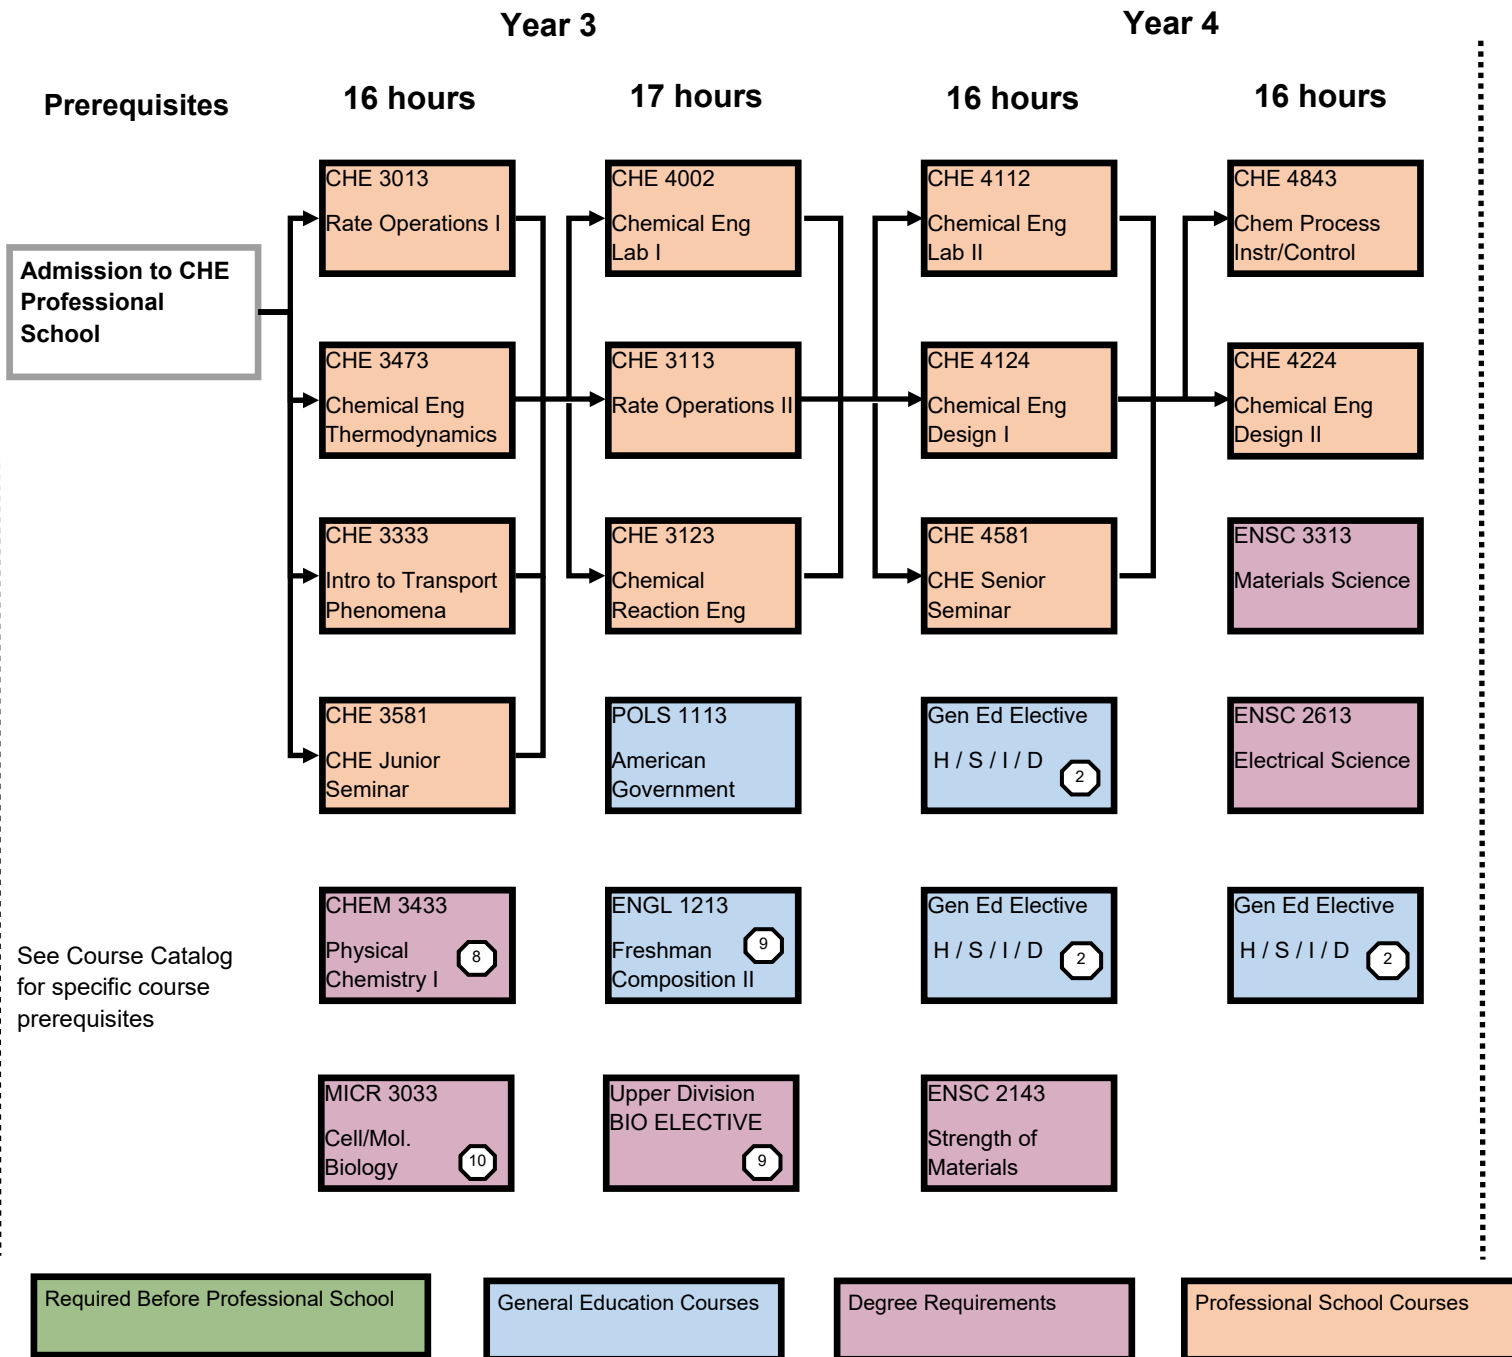 Year 3
Year 4
Prerequisites
16 hours
17 hours
16 hours
16 hours
Admission to CHE
Professional
School
CHE 3013
Rate Operations I
CHE 4002
Chemical Eng
Lab I
CHE 4112
Chemical Eng
Lab II
CHE 4843
Chem Process
Instr/Control
CHE 3473
Chemical Eng
Thermodynamics
CHE 3113
Rate Operations II
CHE 4124
Chemical Eng
Design I
CHE 4224
Chemical Eng
Design II
CHE 3333
Intro to Transport
Phenomena
CHE 3123
Chemical
Reaction Eng
CHE 4581
CHE Senior
Seminar
ENSC 3313
Materials Science
CHE 3581
CHE Junior
Seminar
POLS 1113
American
Government
Gen Ed Elective
H / S / I / D
2
ENSC 2613
Electrical Science
See Course Catalog
for specific course
prerequisites
CHEM 3433
Physical
Chemistry I
8
ENGL 1213
Freshman
Composition II
9
Gen Ed Elective
H / S / I / D
2
Gen Ed Elective
H / S / I / D
2
MICR 3033
Cell/Mol.
Biology
10
Upper Division
BIO ELECTIVE
9
ENSC 2143
Strength of
Materials
Required Before Professional School
General Education Courses
Degree Requirements
Professional School Courses